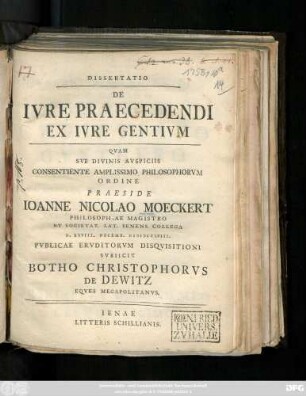 DISSERTATIO
DE
IVRE PRAECEDENDI
EX IVRE GENTIVM
QVAM
SVB DIVINIS AVSPICIIS
CONSENTIENTE AMPLISSIMO PHILOSOPHORVM
ORDINE
PRAESIDE
IOANNE NICOLAO MOECKERT
PHILOSOPHIAE MAGISTRO
ET SOCIETAT. LAT. IENENS. COLLEGA
PVBLICAE ERVDITORVM DISQVISITIONI
SVBIICIT
BOTHO CHRISTOPHORVS
DE DEWITZ
EQVES MEGAPOLITANVS.
IENAE
LITTERIS SCHILLIANIS.
UNIVERS.
ZVHALLE